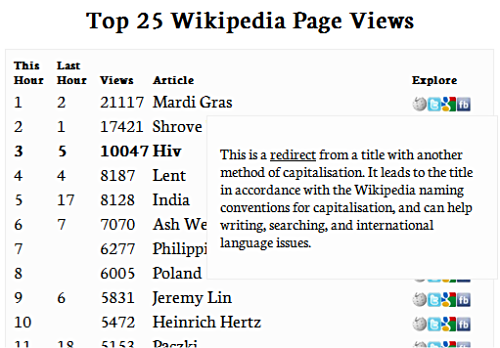 Top 25 Wikipedia Page Views
This Hour Last Hour Views Article Explore
1 2 21117 Mardi Gras
2 1 17421 Shrove
3 5 10047 Hiv
4 4 8187 Lent
5 17 8128 India
6 7 7070 Ash We
7 6277 Philippi
8 6005 Poland
9 6 5831 Jeremy Lin
10 5472 Heinrich Hertz
11 18 5153 Paczki
This is a redirect from a title with another
method of capitalisation. It leads to the title
in accordance with the Wikipedia naming
conventions for capitalisation, and can help
writing, searching, and international
language issues.